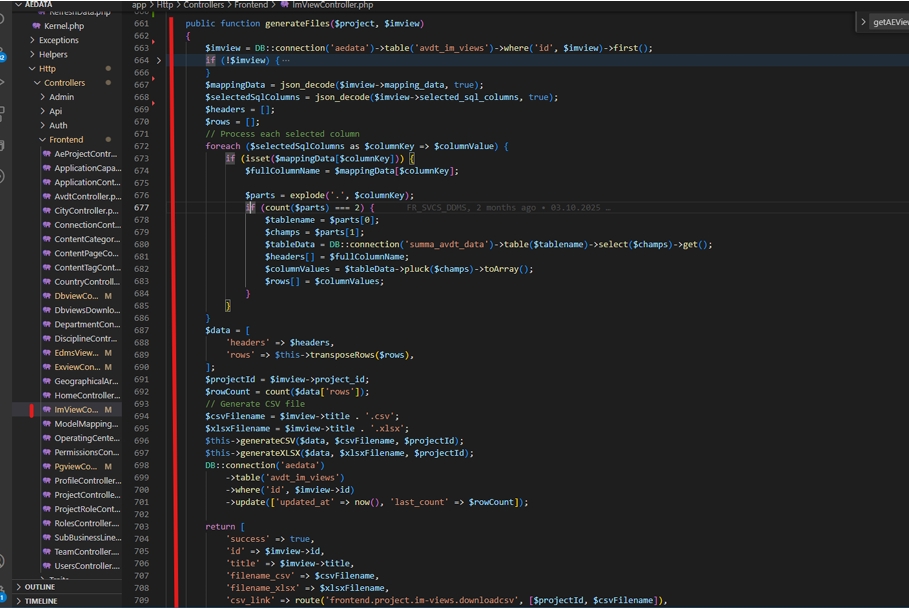 AEDATA
app > Http > Controllers > Frontend > ImViewController.php
RefreshData.php
Kernel.php
Exceptions
Helpers
Http
Controllers
Admin
Api
Auth
Frontend
AeProjectContr...
ApplicationCapa...
ApplicationCont...
AvdtController.p...
CityController.p...
ConnectionCont...
ContentCategor...
ContentPageCo...
ContentTagCont...
CountryControll...
DbviewCo... M
DbviewsDownlo...
DepartmentCon...
DisciplineContr...
EdmsView... M
ExviewCon... M
GeographicalAr...
HomeController...
ImViewCo... M
ModelMapping...
OperatingCente...
PermissionsCon...
PgviewCo... M
ProfileController...
ProjectControlle...
ProjectRoleCont...
RolesController....
SubBusinessLine...
TeamController....
UsersController....
Traits
OUTLINE
TIMELINE
getAEView
660
661 public function generateFiles($project, $imview)
662 {
663 $imview = DB::connection('aedata')->table('avdt_im_views')->where('id', $imview)->first();
664 if (!$imview) { ...
666 }
667 $mappingData = json_decode($imview->mapping_data, true);
668 $selectedSqlColumns = json_decode($imview->selected_sql_columns, true);
669 $headers = [];
670 $rows = [];
671 // Process each selected column
672 foreach ($selectedSqlColumns as $columnKey => $columnValue) {
673 if (isset($mappingData[$columnKey])) {
674 $fullColumnName = $mappingData[$columnKey];
675
676 $parts = explode('.', $columnKey);
677 if (count($parts) === 2) { FR_SVCS_DDMS, 2 months ago • 03.10.2025 …
678 $tablename = $parts[0];
679 $champs = $parts[1];
680 $tableData = DB::connection('summa_avdt_data')->table($tablename)->select($champs)->get();
681 $headers[] = $fullColumnName;
682 $columnValues = $tableData->pluck($champs)->toArray();
683 $rows[] = $columnValues;
684 }
685 }
686 }
687 $data = [
688 'headers' => $headers,
689 'rows' => $this->transposeRows($rows),
690 ];
691 $projectId = $imview->project_id;
692 $rowCount = count($data['rows']);
693 // Generate CSV file
694 $csvFilename = $imview->title . '.csv';
695 $xlsxFilename = $imview->title . '.xlsx';
696 $this->generateCSV($data, $csvFilename, $projectId);
697 $this->generateXLSX($data, $xlsxFilename, $projectId);
698 DB::connection('aedata')
699 ->table('avdt_im_views')
700 ->where('id', $imview->id)
701 ->update(['updated_at' => now(), 'last_count' => $rowCount]);
702
703 return [
704 'success' => true,
705 'id' => $imview->id,
706 'title' => $imview->title,
707 'filename_csv' => $csvFilename,
708 'filename_xlsx' => $xlsxFilename,
709 'csv_link' => route('frontend.project.im-views.downloadcsv', [$projectId, $csvFilename]),